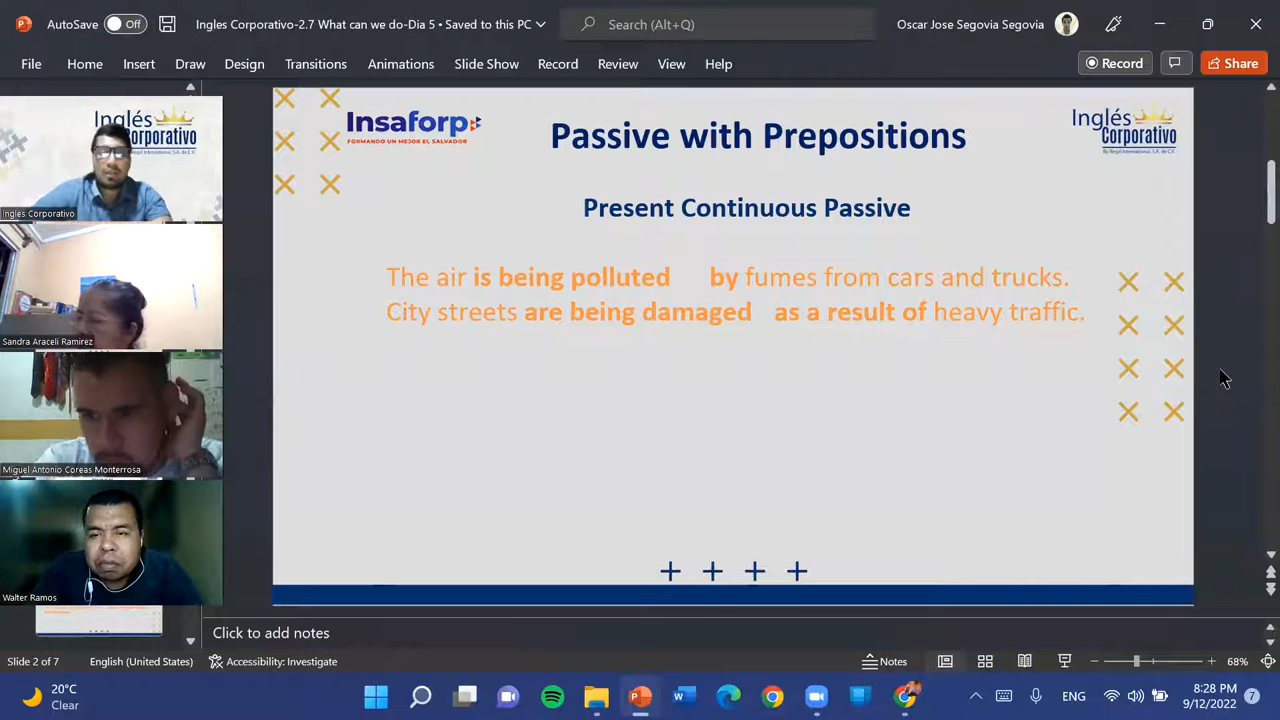 AutoSave Off Ingles Corporativo-2.7 What can we do-Dia 5 • Saved to this PC Search (Alt+Q) Oscar Jose Segovia Segovia
File Home Insert Draw Design Transitions Animations Slide Show Record Review View Help Record Share
Inglés
Corporativo
Ingles Corporativo
Sandra Araceli Ramirez
Miguel Antonio Coreas Monterrosa
Walter Ramos
Insaforp
FORMANDO UN MEJOR EL SALVADOR
Passive with Prepositions
Inglés
Corporativo
By Regil International, S.A. de C.V.
Present Continuous Passive
The air is being polluted by fumes from cars and trucks.
City streets are being damaged as a result of heavy traffic.
Click to add notes
Slide 2 of 7 English (United States) Accessibility: Investigate Notes 68%
20°C
Clear
ENG
8:28 PM
9/12/2022
7